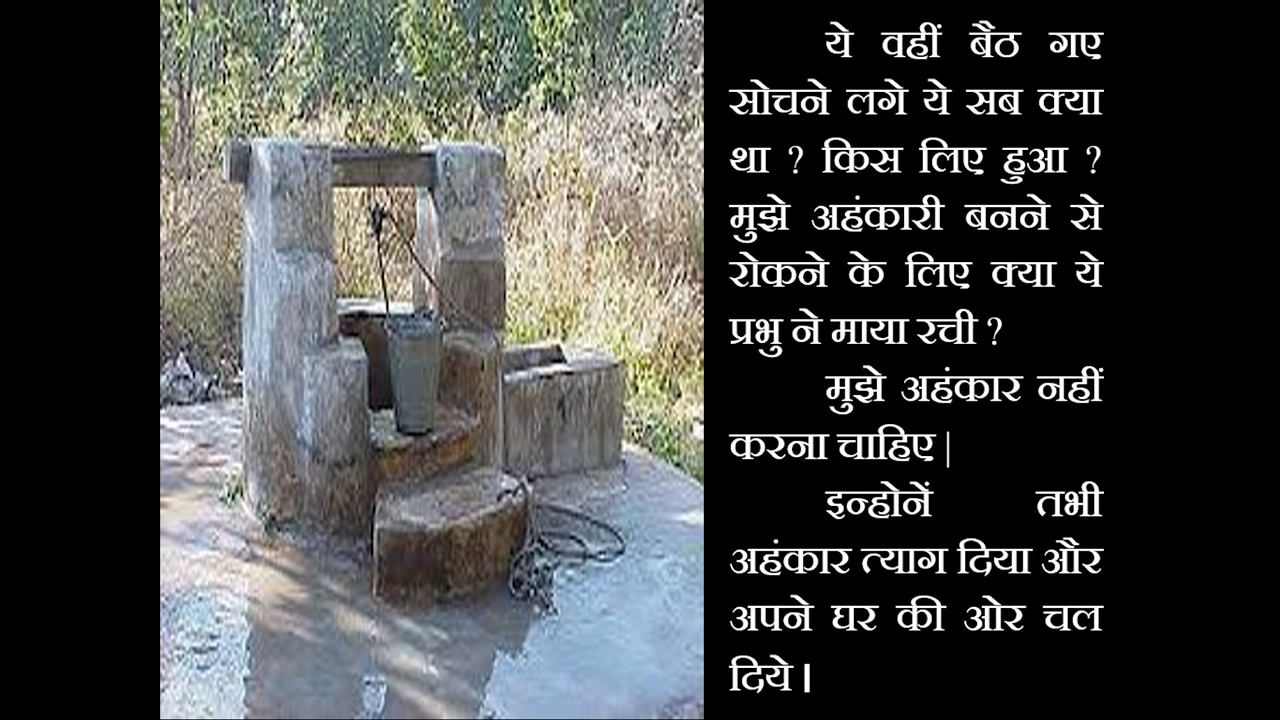 ये वहीं बैठ गए
सोचने लगे ये सब क्या
था ? किस लिए हुआ ?
मुझे अहंकारी बनने से
रोकने के लिए क्या ये
प्रभु ने माया रची ?
मुझे अहंकार नहीं
करना चाहिए |
इन्होनें तभी
अहंकार त्याग दिया और
अपने घर की ओर चल
दिये ।